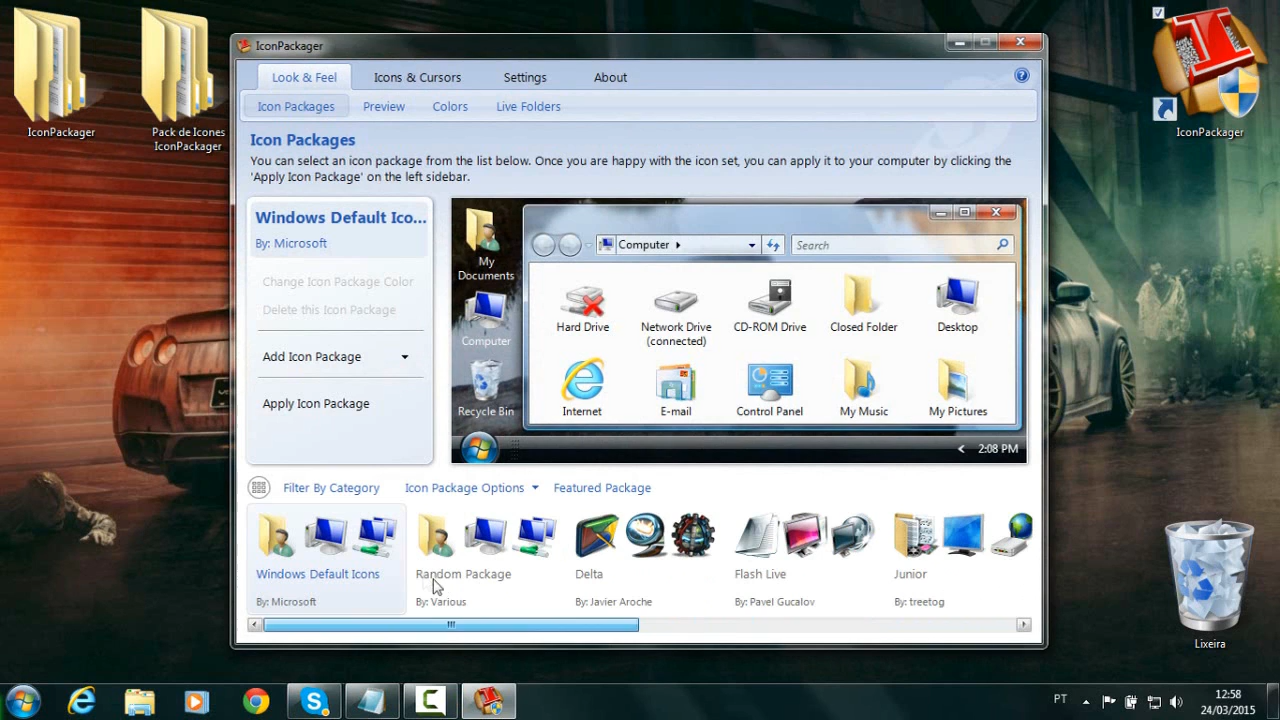 IconPackager
Pack de Icones
IconPackager
IconPackager
IconPackager
Look & Feel
Icons & Cursors
Settings
About
Icon Packages
Preview
Colors
Live Folders
Icon Packages
You can select an icon package from the list below. Once you are happy with the icon set, you can apply it to your computer by clicking the
'Apply Icon Package' on the left sidebar.
Windows Default Ico...
By: Microsoft
Change Icon Package Color
Delete this Icon Package
Add Icon Package
Apply Icon Package
My
Documents
Computer
Recycle Bin
Computer
Search
Hard Drive
Network Drive
(connected)
CD-ROM Drive
Closed Folder
Desktop
Internet
E-mail
Control Panel
My Music
My Pictures
2:08 PM
Filter By Category
Icon Package Options
Featured Package
Windows Default Icons
By: Microsoft
Random Package
By: Various
Delta
By: Javier Aroche
Flash Live
By: Pavel Gucalov
Junior
By: treetog
Lixeira
PT
12:58
24/03/2015